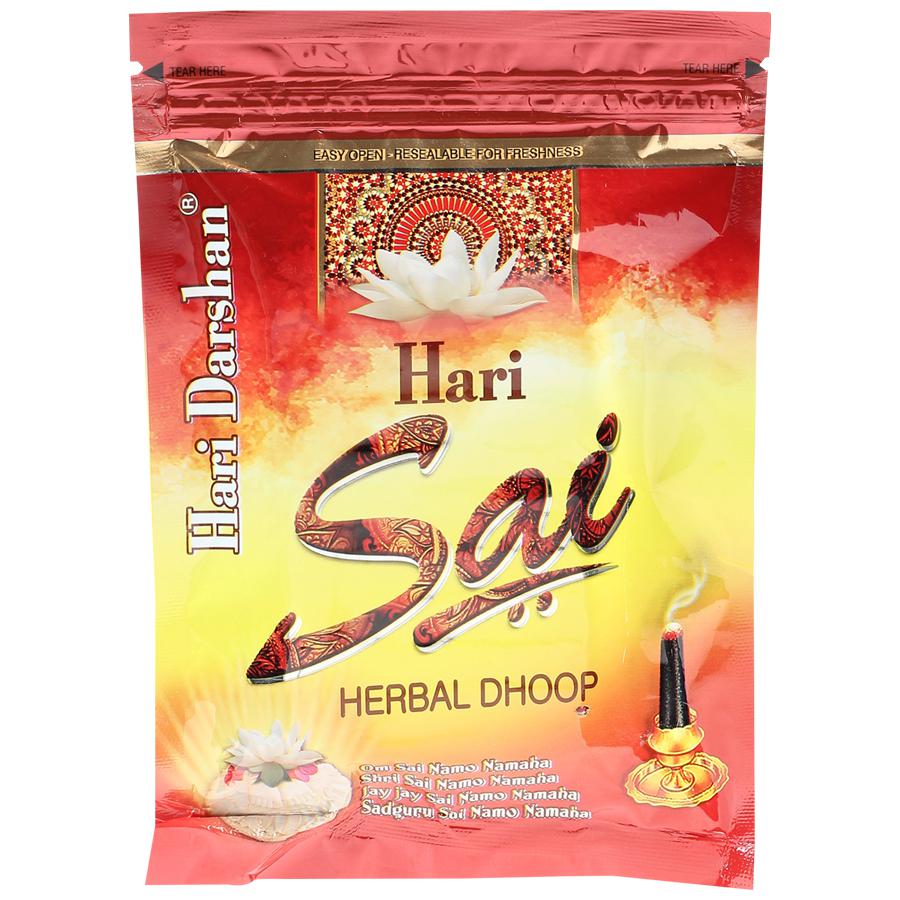 TEAR HERE
TEAR HERE
EASY OPEN - RESEALABLE FOR FRESHNESS
Hari Darshan®
Hari
Sai
HERBAL DHOOP
Om Sai Namo Namaha
Shri Sai Namo Namaha
Jay Jay Sai Namo Namaha
Sadguru Sai Namo Namaha